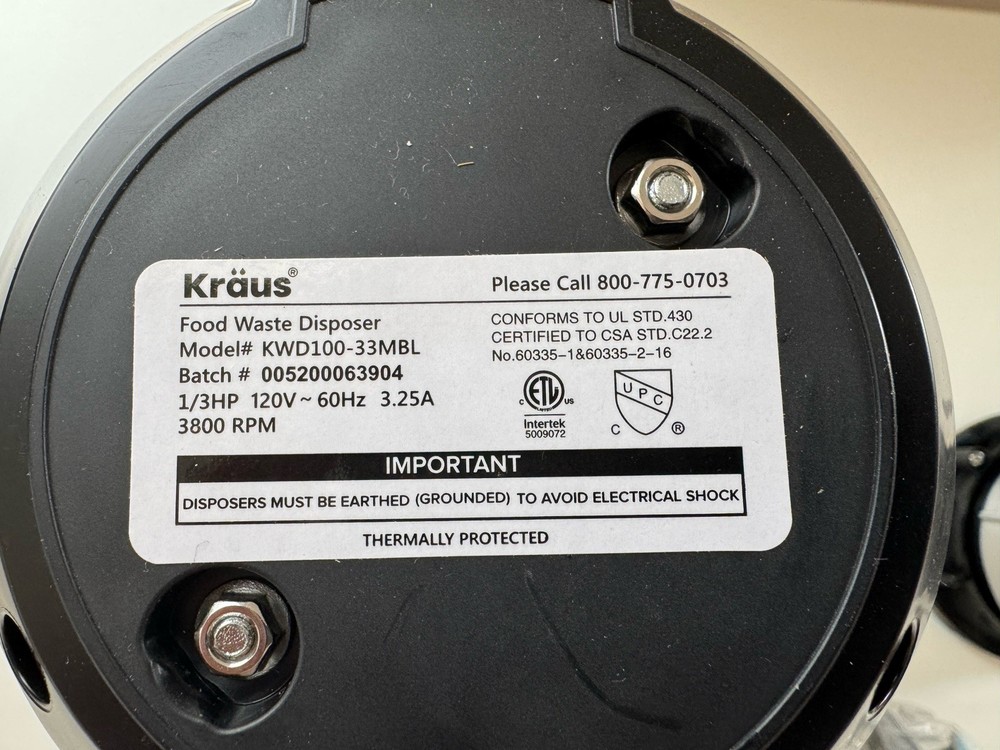 Kräus®
Please Call 800-775-0703
Food Waste Disposer
Model# KWD100-33MBL
Batch # 005200063904
1/3HP 120V ~ 60Hz 3.25A
3800 RPM
CONFORMS TO UL STD.430
CERTIFIED TO CSA STD.C22.2
No.60335-1&60335-2-16
C ETL US
Intertek
5009072
UPC
C ®
IMPORTANT
DISPOSERS MUST BE EARTHED (GROUNDED) TO AVOID ELECTRICAL SHOCK
THERMALLY PROTECTED